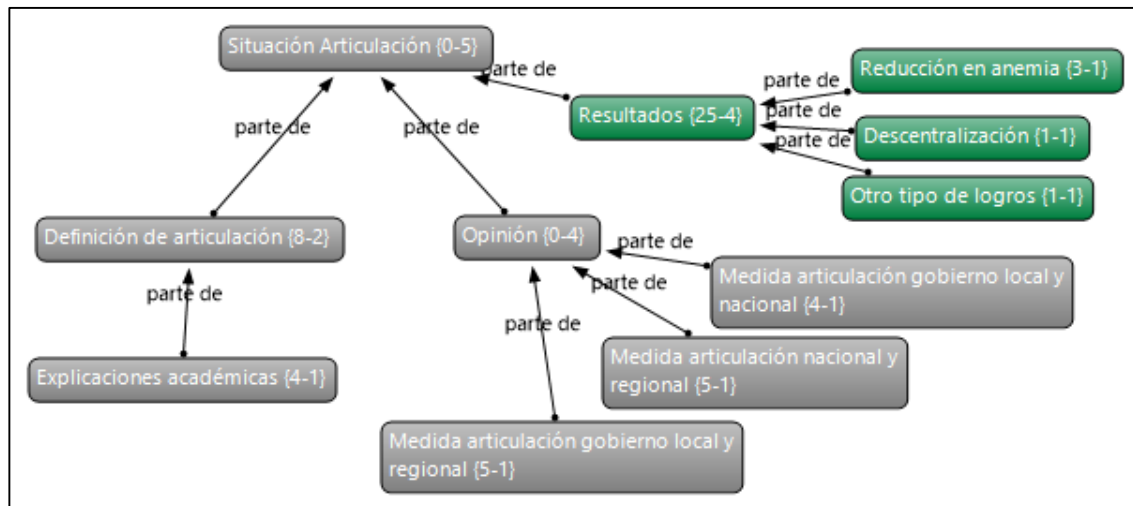 Situación Articulación {0-5}
parte de
Reducción en anemia {3-1}
parte de
Resultados {25-4}
parte de
Descentralización {1-1}
parte de
Otro tipo de logros {1-1}
parte de
parte de
Definición de articulación {8-2}
Opinión {0-4}
parte de
Medida articulación gobierno local y
nacional {4-1}
parte de
parte de
parte de
Medida articulación nacional y
regional {5-1}
Explicaciones académicas {4-1}
Medida articulación gobierno local y
regional {5-1}